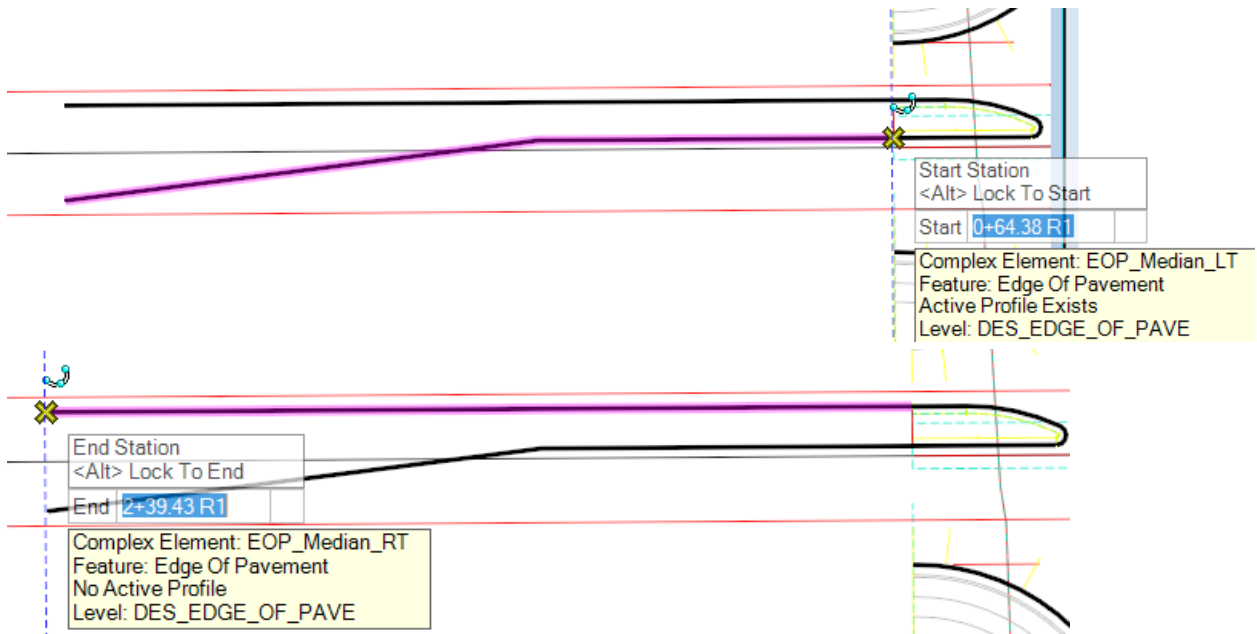 Start Station
<Alt> Lock To Start
Start 0+64.38 R1
Complex Element: EOP_Median_LT
Feature: Edge Of Pavement
Active Profile Exists
Level: DES_EDGE_OF_PAVE
End Station
<Alt> Lock To End
End 2+39.43 R1
Complex Element: EOP_Median_RT
Feature: Edge Of Pavement
No Active Profile
Level: DES_EDGE_OF_PAVE